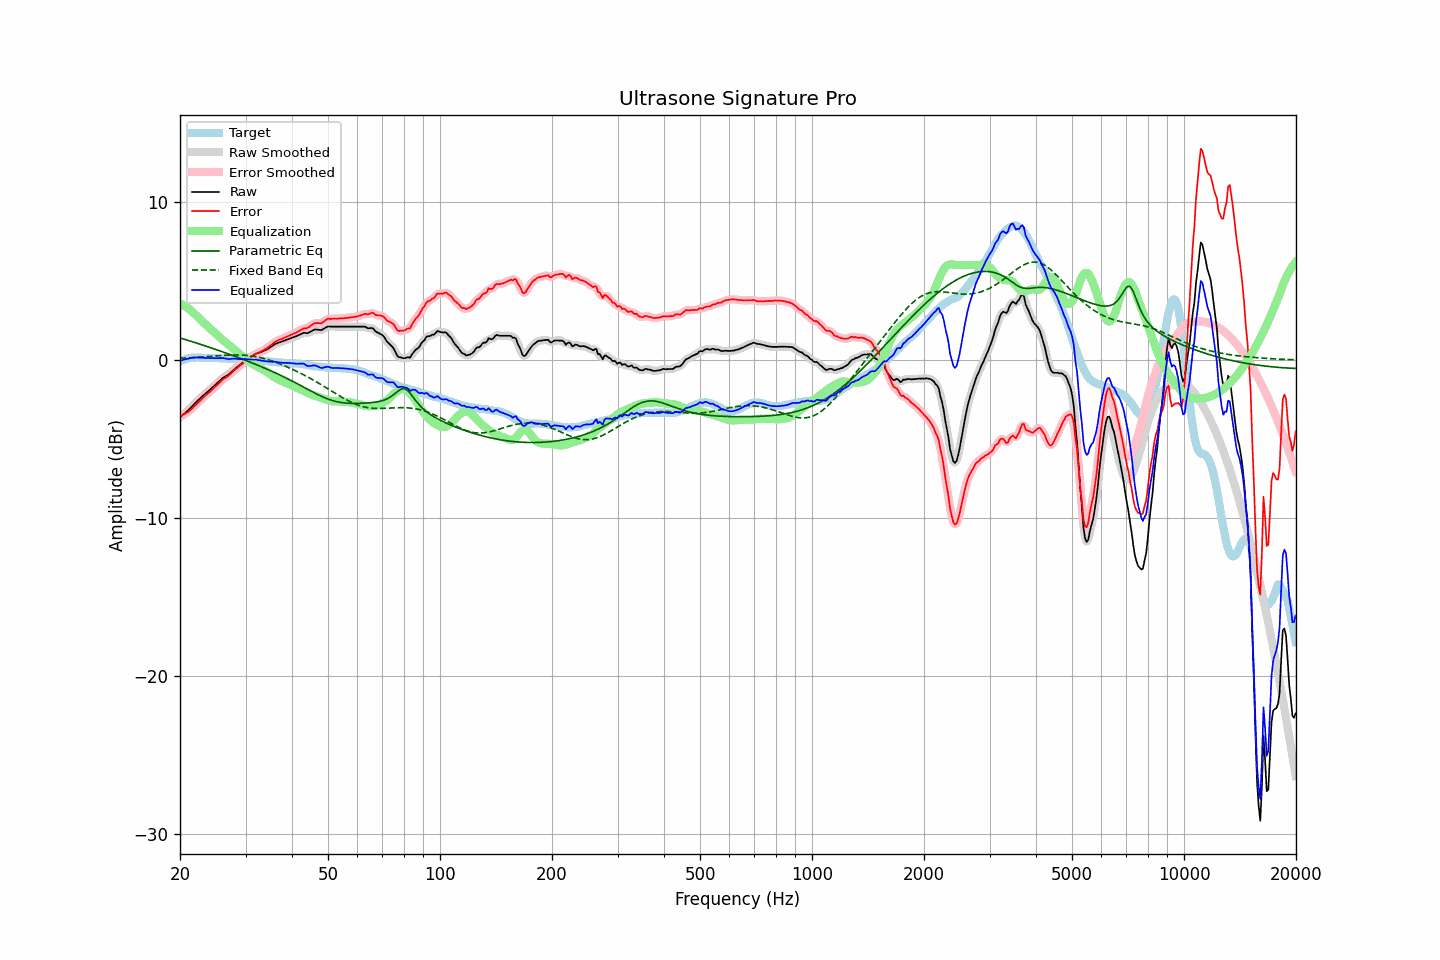 Ultrasone Signature Pro
Target
Raw Smoothed
Error Smoothed
Raw
Error
Equalization
Parametric Eq
Fixed Band Eq
Equalized
10
0
−10
−20
−30
Amplitude (dBr)
20 50 100 200 500 1000 2000 5000 10000 20000
Frequency (Hz)